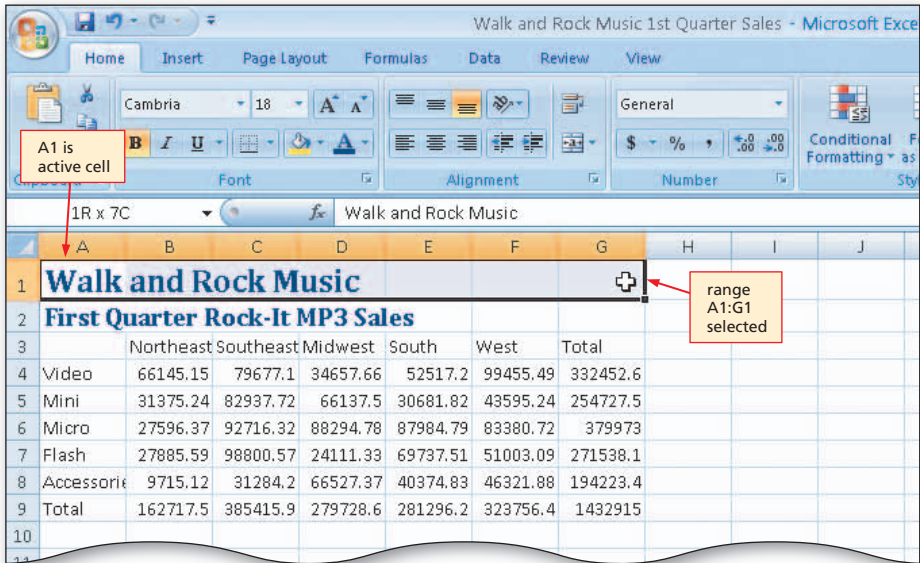 Walk and Rock Music 1st Quarter Sales - Microsoft Exce
Home Insert Page Layout Formulas Data Review View
Cambria 18 A A General
B I U A $ % , .0 .00 .00 .0 Conditional F
Formatting as
Font Alignment Number Sty
A1 is
active cell
1R x 7C fx Walk and Rock Music
A B C D E F G H I J
1 Walk and Rock Music
range
A1:G1
selected
2 First Quarter Rock-It MP3 Sales
3 Northeast Southeast Midwest South West Total
4 Video 66145.15 79677.1 34657.66 52517.2 99455.49 332452.6
5 Mini 31375.24 82937.72 66137.5 30681.82 43595.24 254727.5
6 Micro 27596.37 92716.32 88294.78 87984.79 83380.72 379973
7 Flash 27885.59 98800.57 24111.33 69737.51 51003.09 271538.1
8 Accessorie 9715.12 31284.2 66527.37 40374.83 46321.88 194223.4
9 Total 162717.5 385415.9 279728.6 281296.2 323756.4 1432915
10